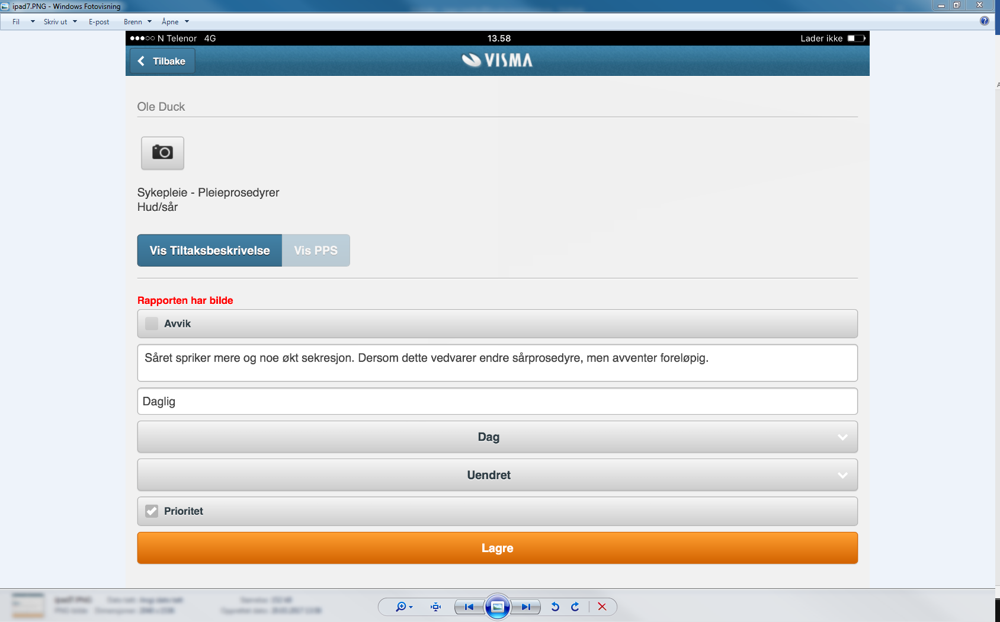 ipad7.PNG - Windows Fotovisning
Fil Skriv ut E-post Brenn Åpne
N Telenor 4G 13.58 Lader ikke
Tilbake VISMA
Ole Duck
Sykepleie - Pleieprosedyrer
Hud/sår
Vis Tiltaksbeskrivelse Vis PPS
Rapporten har bilde
Avvik
Såret spriker mere og noe økt sekresjon. Dersom dette vedvarer endre sårprosedyre, men avventer foreløpig.
Daglig
Dag
Uendret
Prioritet
Lagre